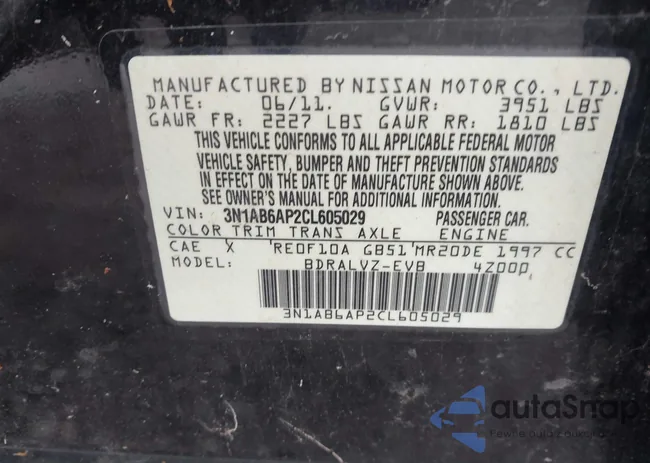 MANUFACTURED BY NISSAN MOTOR CO., LTD.
DATE: 06/11. GVWR: 3951 LBS
GAWR FR: 2227 LBS GAWR RR: 1810 LBS
THIS VEHICLE CONFORMS TO ALL APPLICABLE FEDERAL MOTOR
VEHICLE SAFETY, BUMPER AND THEFT PREVENTION STANDARDS
IN EFFECT ON THE DATE OF MANUFACTURE SHOWN ABOVE.
SEE OWNER'S MANUAL FOR ADDITIONAL INFORMATION.
VIN: 3N1AB6AP2CL605029 PASSENGER CAR.
COLOR TRIM TRANS AXLE ENGINE
CAE X 'RE0F10A GB51'MR20DE 1997 CC
MODEL: BDRALVZ-EVB 4Z00P
3N1AB6AP2CL605029
autaSnap